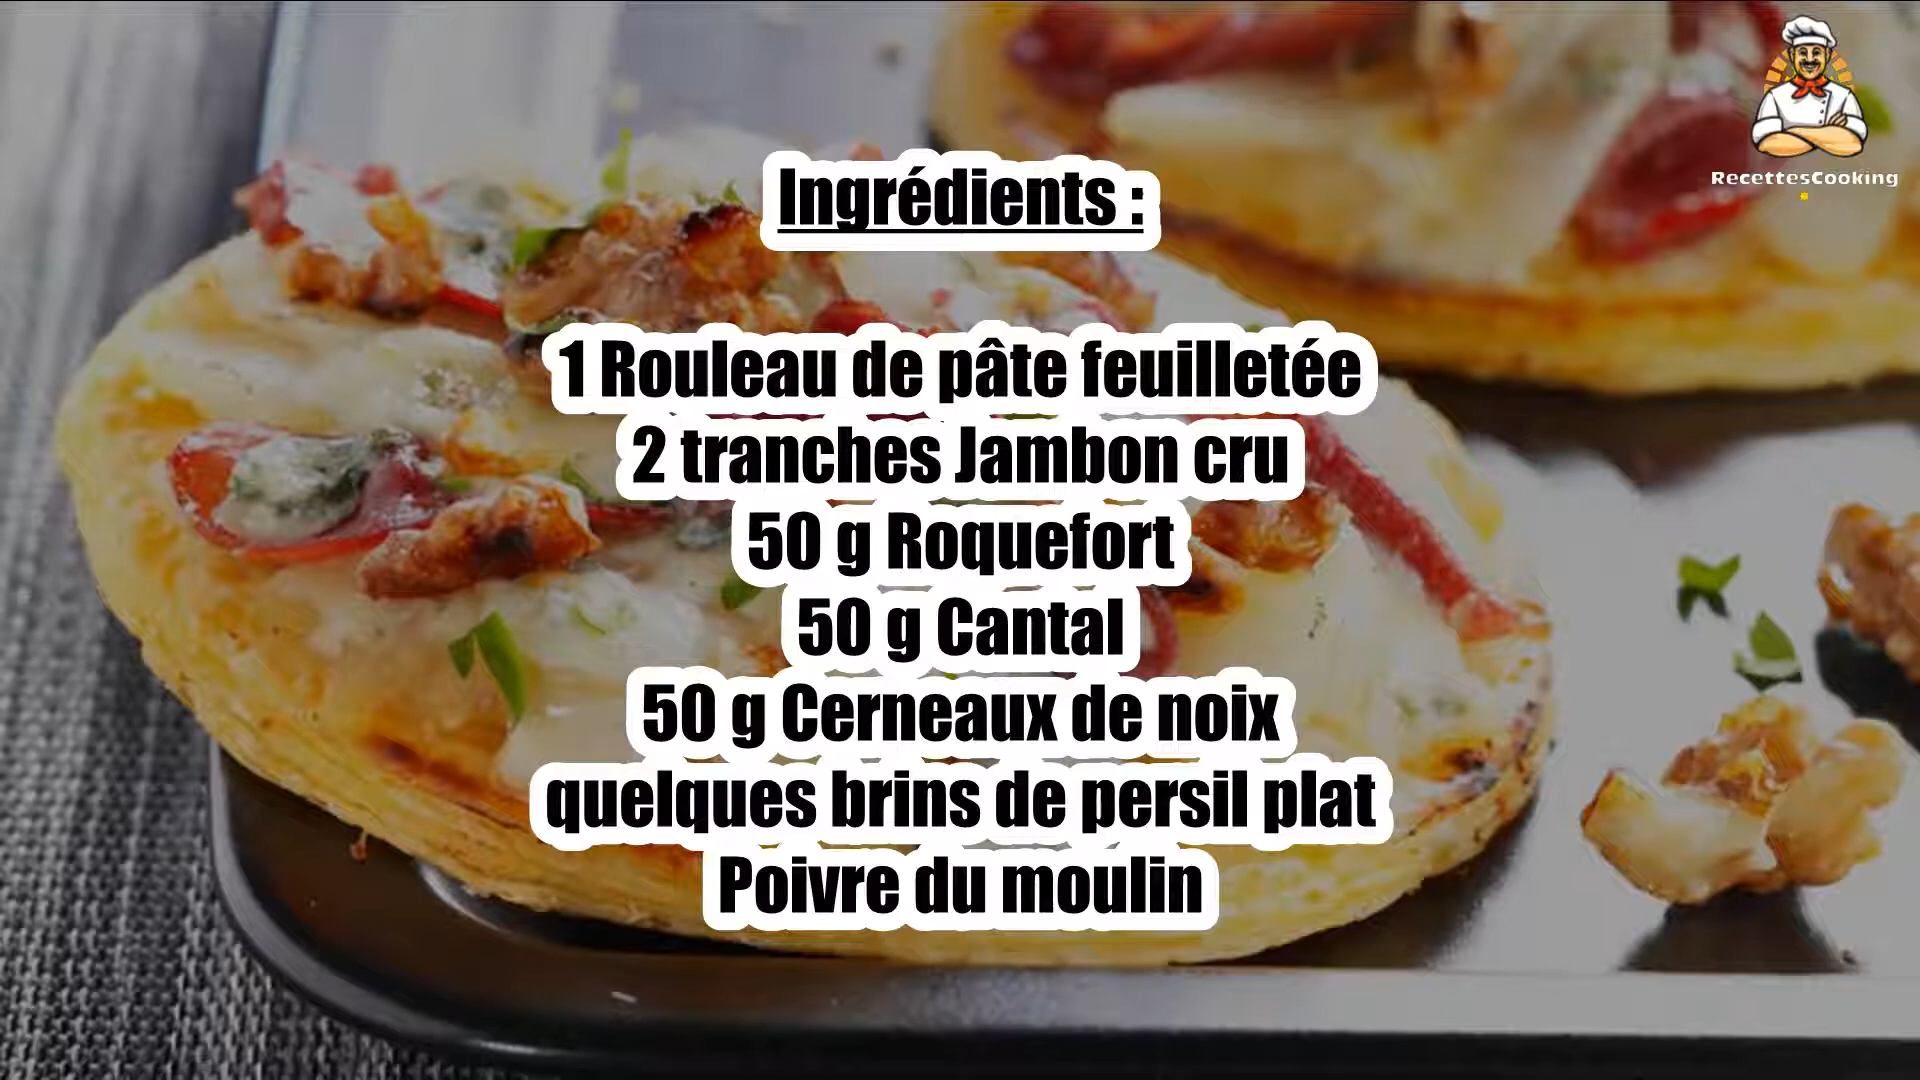 RecettesCooking
Ingrédients :
1 Rouleau de pâte feuilletée
2 tranches Jambon cru
50 g Roquefort
50 g Cantal
50 g Cerneaux de noix
quelques brins de persil plat
Poivre du moulin